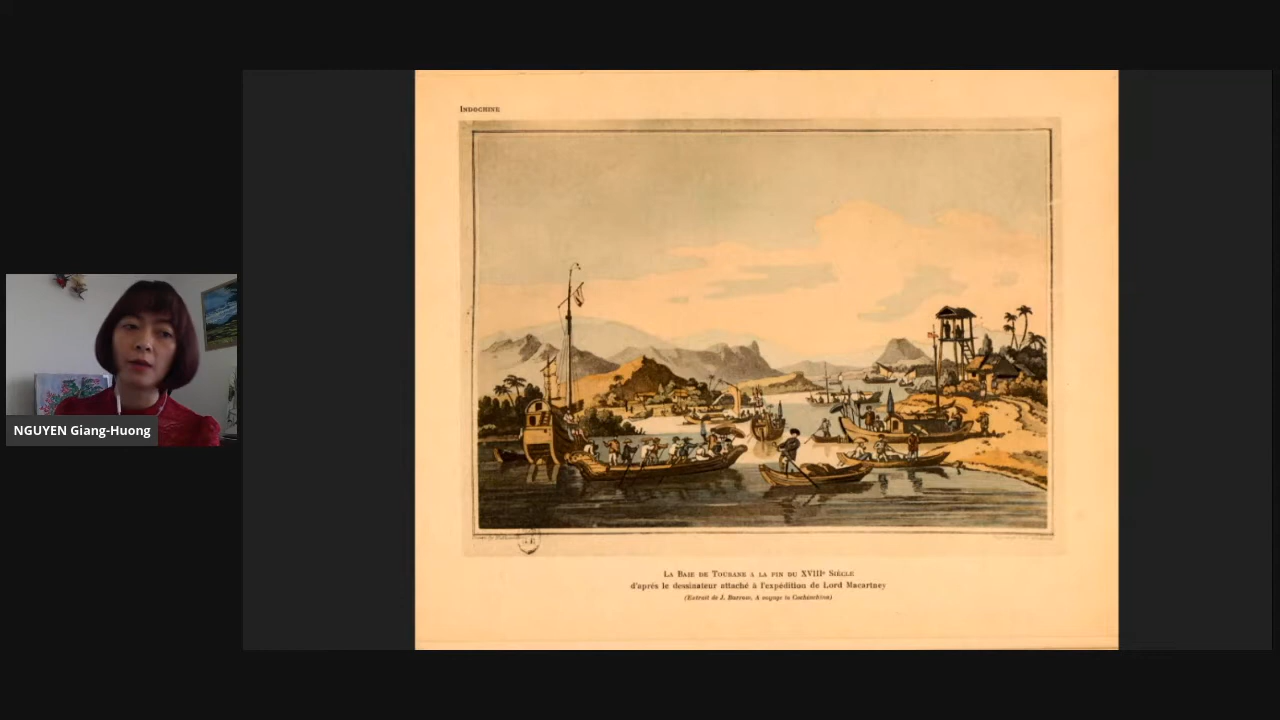 INDOCHINE
LA BAIE DE TOURANE À LA FIN DU XVIIIe SIÈCLE
d'après le dessinateur attaché à l'expédition de Lord Macartney
(Extrait de J. Barrow, A voyage to Cochinchina)
NGUYEN Giang-Huong